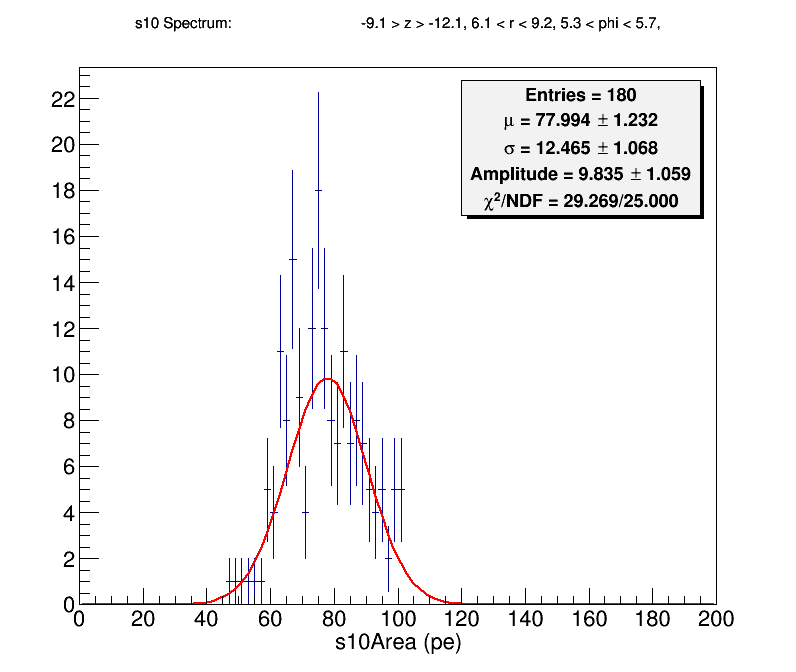 s10 Spectrum: -9.1 > z > -12.1, 6.1 < r < 9.2, 5.3 < phi < 5.7,
Entries = 180
μ = 77.994 ± 1.232
σ = 12.465 ± 1.068
Amplitude = 9.835 ± 1.059
χ²/NDF = 29.269/25.000
22
20
18
16
14
12
10
8
6
4
2
0
0 20 40 60 80 100 120 140 160 180 200
s10Area (pe)